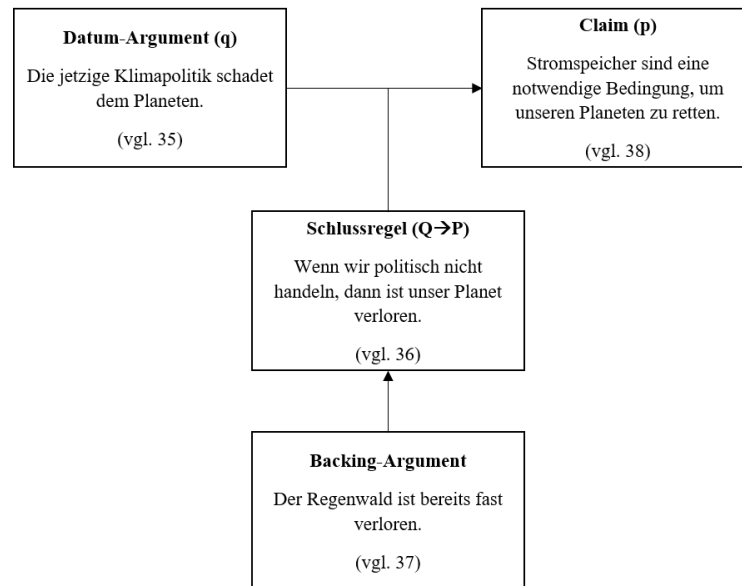 Datum-Argument (q)
Die jetzige Klimapolitik schadet
dem Planeten.
(vgl. 35)
Claim (p)
Stromspeicher sind eine
notwendige Bedingung, um
unseren Planeten zu retten.
(vgl. 38)
Schlussregel (Q→P)
Wenn wir politisch nicht
handeln, dann ist unser Planet
verloren.
(vgl. 36)
Backing-Argument
Der Regenwald ist bereits fast
verloren.
(vgl. 37)